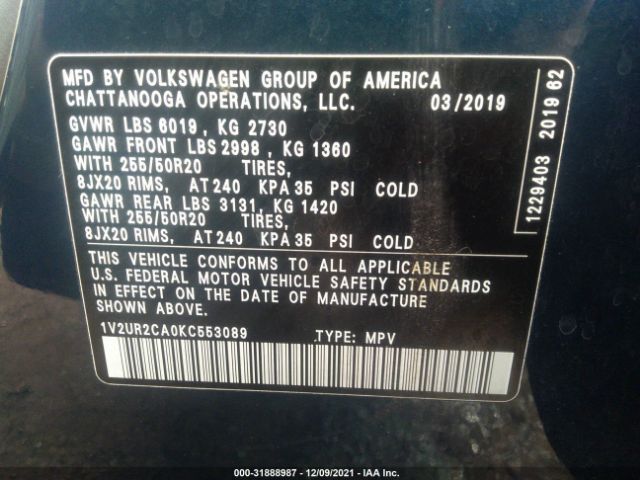 MFD BY VOLKSWAGEN GROUP OF AMERICA
CHATTANOOGA OPERATIONS, LLC. 03/2019
GVWR LBS 6019 , KG 2730
GAWR FRONT LBS 2998 , KG 1360
WITH 255/50R20 TIRES,
8JX20 RIMS, AT 240 KPA 35 PSI COLD
GAWR REAR LBS 3131, KG 1420
WITH 255/50R20 TIRES,
8JX20 RIMS, AT 240 KPA 35 PSI COLD
THIS VEHICLE CONFORMS TO ALL APPLICABLE
U.S. FEDERAL MOTOR VEHICLE SAFETY STANDARDS
IN EFFECT ON THE DATE OF MANUFACTURE
SHOWN ABOVE.
1V2UR2CA0KC553089 TYPE: MPV
1229403 2019 62
000-31888987 - 12/09/2021 - IAA Inc.